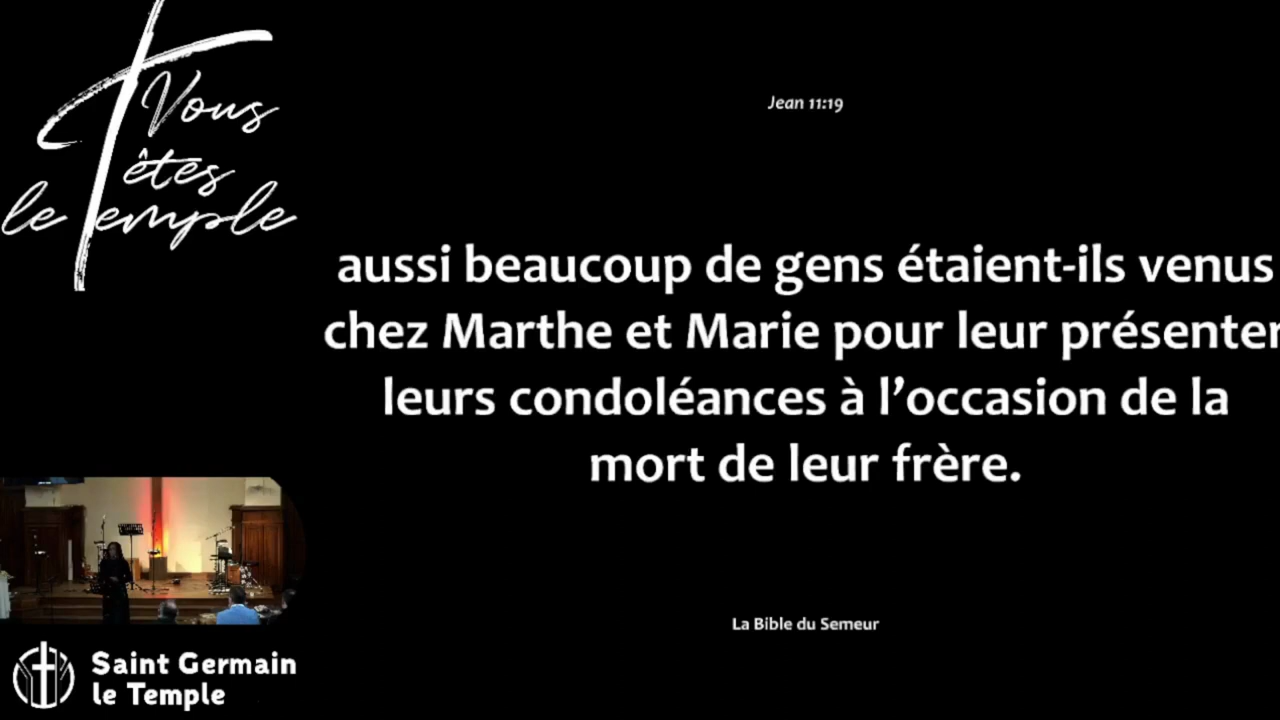 Vous
êtes
le Temple
Jean 11:19
aussi beaucoup de gens étaient-ils venus
chez Marthe et Marie pour leur présenter
leurs condoléances à l’occasion de la
mort de leur frère.
La Bible du Semeur
Saint Germain
le Temple